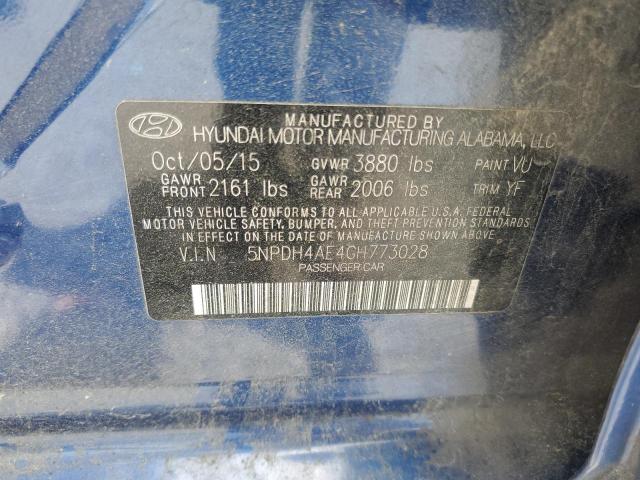 MANUFACTURED BY
HYUNDAI MOTOR MANUFACTURING ALABAMA, LLC
Oct/05/15 GVWR 3880 lbs PAINT VU
GAWR FRONT 2161 lbs GAWR REAR 2006 lbs TRIM YF
THIS VEHICLE CONFORMS TO ALL APPLICABLE U.S.A. FEDERAL
MOTOR VEHICLE SAFETY, BUMPER, AND THEFT PREVENTION STANDARDS
IN EFFECT ON THE DATE OF MANUFACTURE SHOWN ABOVE.
V.I.N 5NPDH4AE4GH773028
PASSENGER CAR